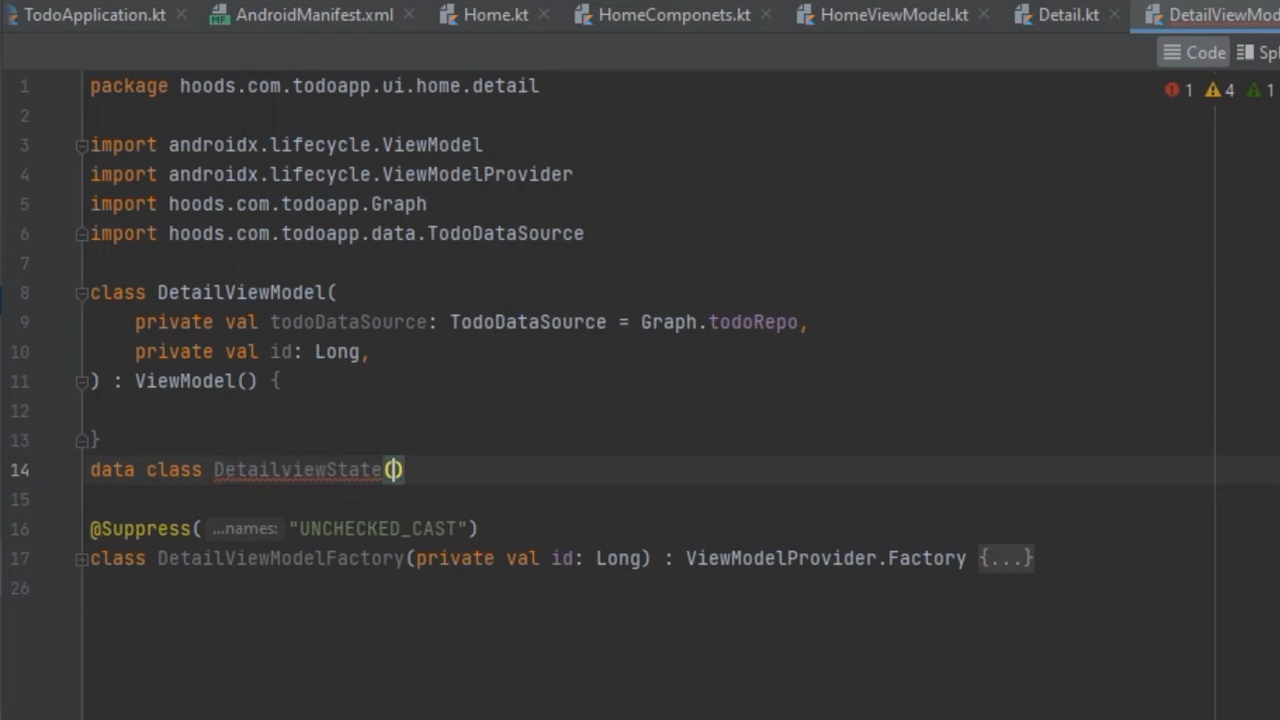 TodoApplication.kt AndroidManifest.xml Home.kt HomeComponets.kt HomeViewModel.kt Detail.kt DetailViewMod
Code Spl
1 package hoods.com.todoapp.ui.home.detail 1 4 1
2
3 import androidx.lifecycle.ViewModel
4 import androidx.lifecycle.ViewModelProvider
5 import hoods.com.todoapp.Graph
6 import hoods.com.todoapp.data.TodoDataSource
7
8 class DetailViewModel(
9 private val todoDataSource: TodoDataSource = Graph.todoRepo,
10 private val id: Long,
11 ) : ViewModel() {
12
13 }
14 data class DetailviewState()
15
16 @Suppress( ...names: "UNCHECKED_CAST")
17 class DetailViewModelFactory(private val id: Long) : ViewModelProvider.Factory {...}
26